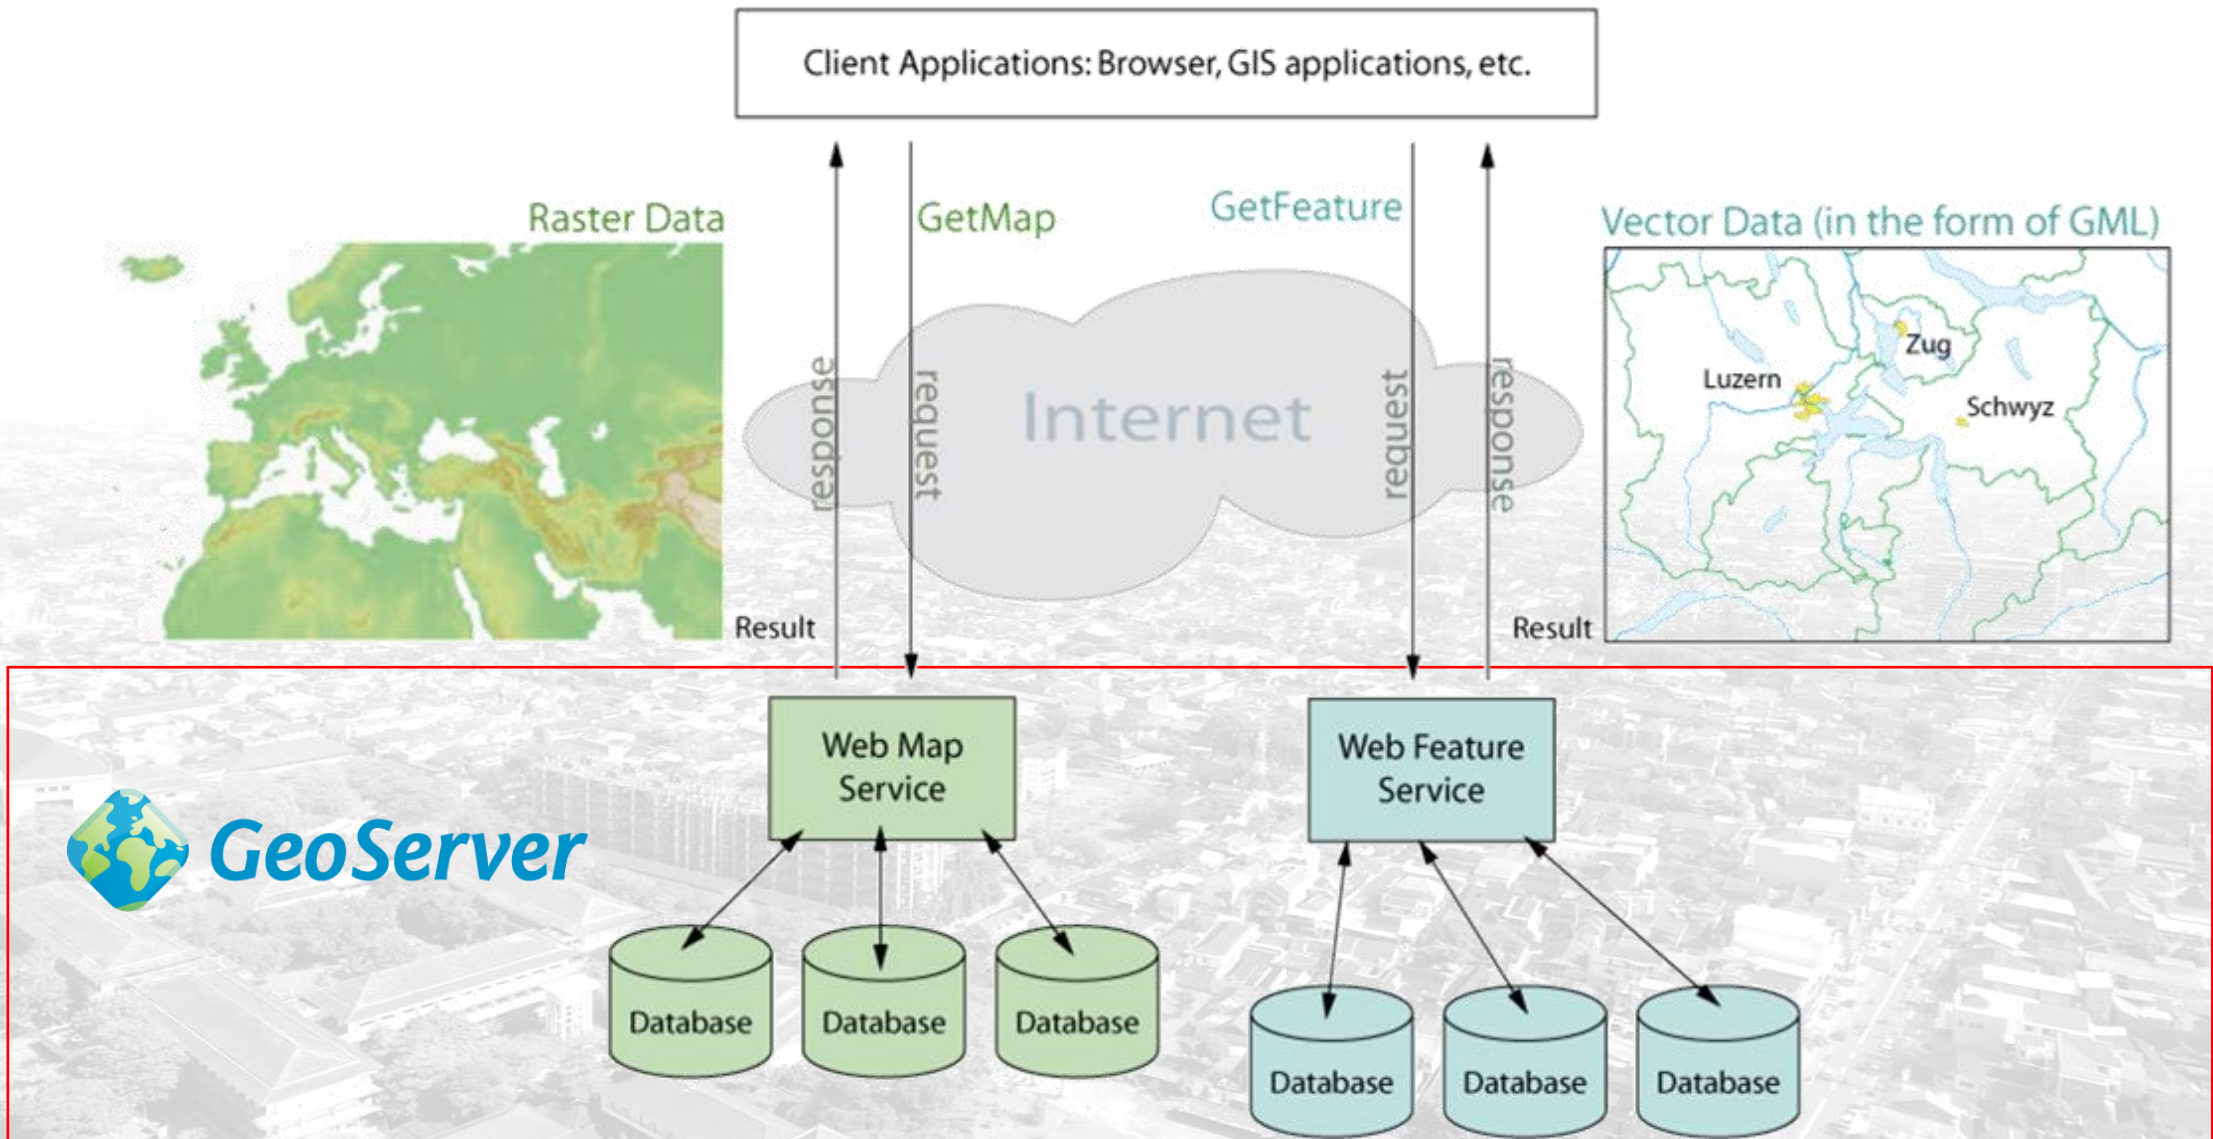 Client Applications: Browser, GIS applications, etc.
Raster Data
GetMap
GetFeature
Vector Data (in the form of GML)
response
request
Internet
request
response
Luzern
Zug
Schwyz
Result
Result
Web Map
Service
Web Feature
Service
GeoServer
Database
Database
Database
Database
Database
Database